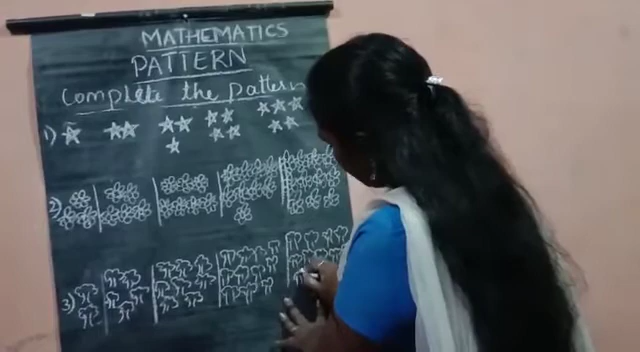 MATHEMATICS
PATTERN
Complete the Pattern
1)
2)
3)